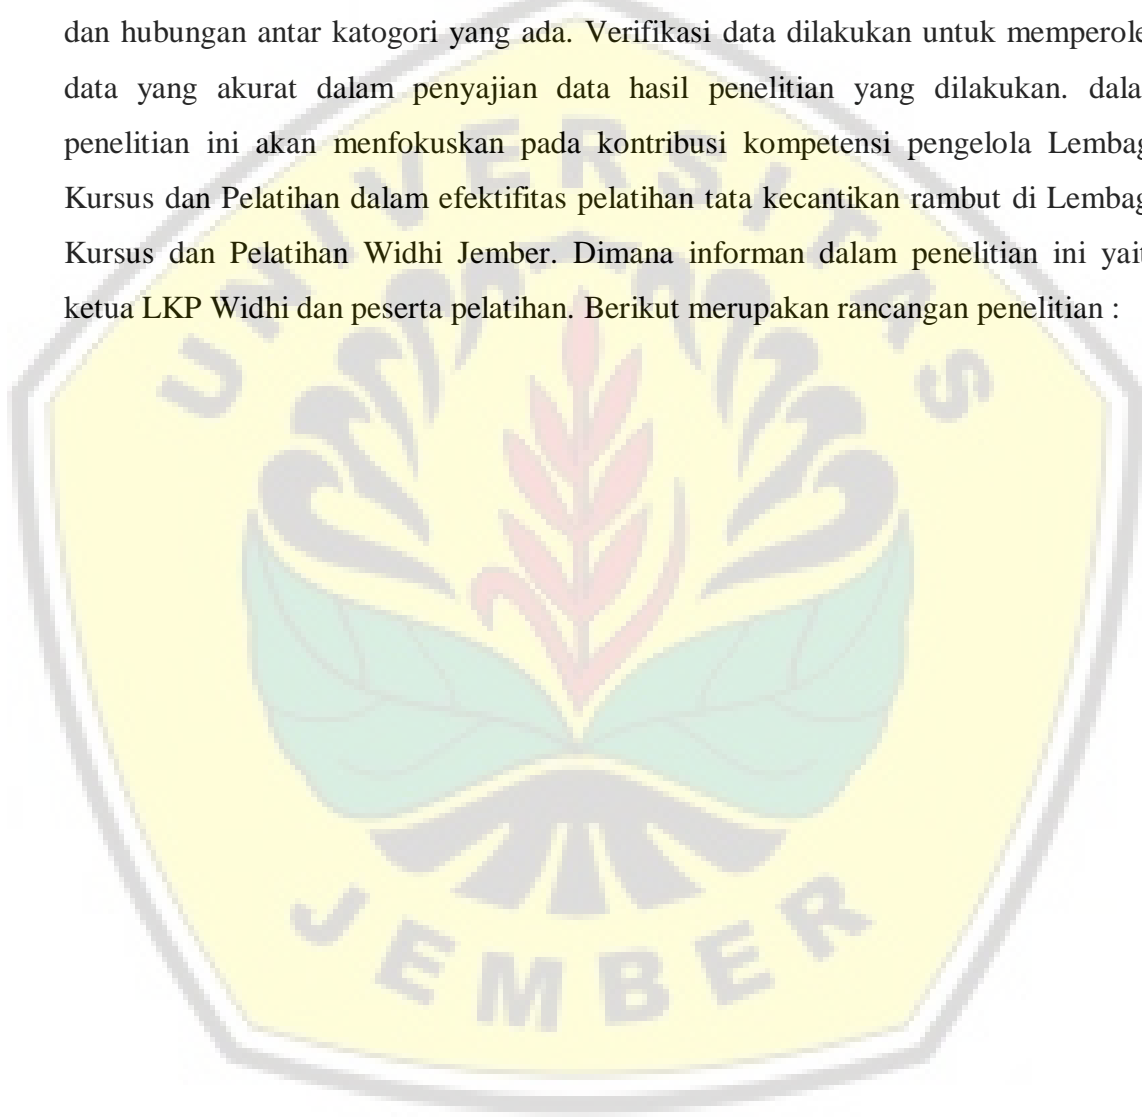 dan hubungan antar katogori yang ada. Verifikasi data dilakukan untuk memperole
data yang akurat dalam penyajian data hasil penelitian yang dilakukan. dala
penelitian ini akan menfokuskan pada kontribusi kompetensi pengelola Lembag
Kursus dan Pelatihan dalam efektifitas pelatihan tata kecantikan rambut di Lembag
Kursus dan Pelatihan Widhi Jember. Dimana informan dalam penelitian ini yait
ketua LKP Widhi dan peserta pelatihan. Berikut merupakan rancangan penelitian :
UNIVERSITAS
JEMBER